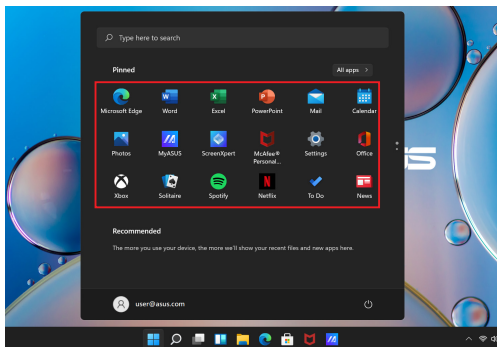 Type here to search
Pinned
All apps >
Microsoft Edge Word Excel PowerPoint Mail Calendar
Photos MyASUS ScreenXpert McAfee® Personal... Settings Office
Xbox Solitaire Spotify Netflix To Do News
Recommended
The more you use your device, the more we'll show your recent files and new apps here.
user@asus.com